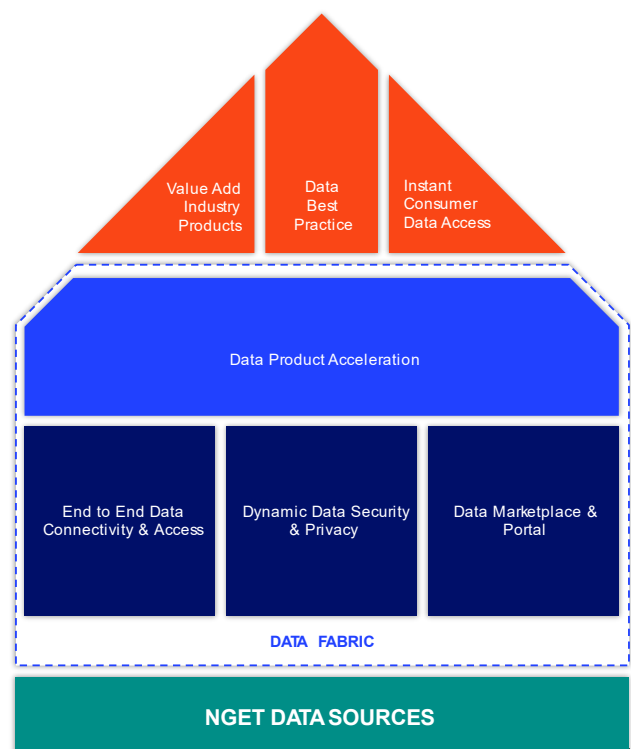 Value Add
Industry
Products
Data
Best
Practice
Instant
Consumer
Data Access
Data Product Acceleration
End to End Data
Connectivity & Access
Dynamic Data Security
& Privacy
Data Marketplace &
Portal
DATA FABRIC
NGET DATA SOURCES